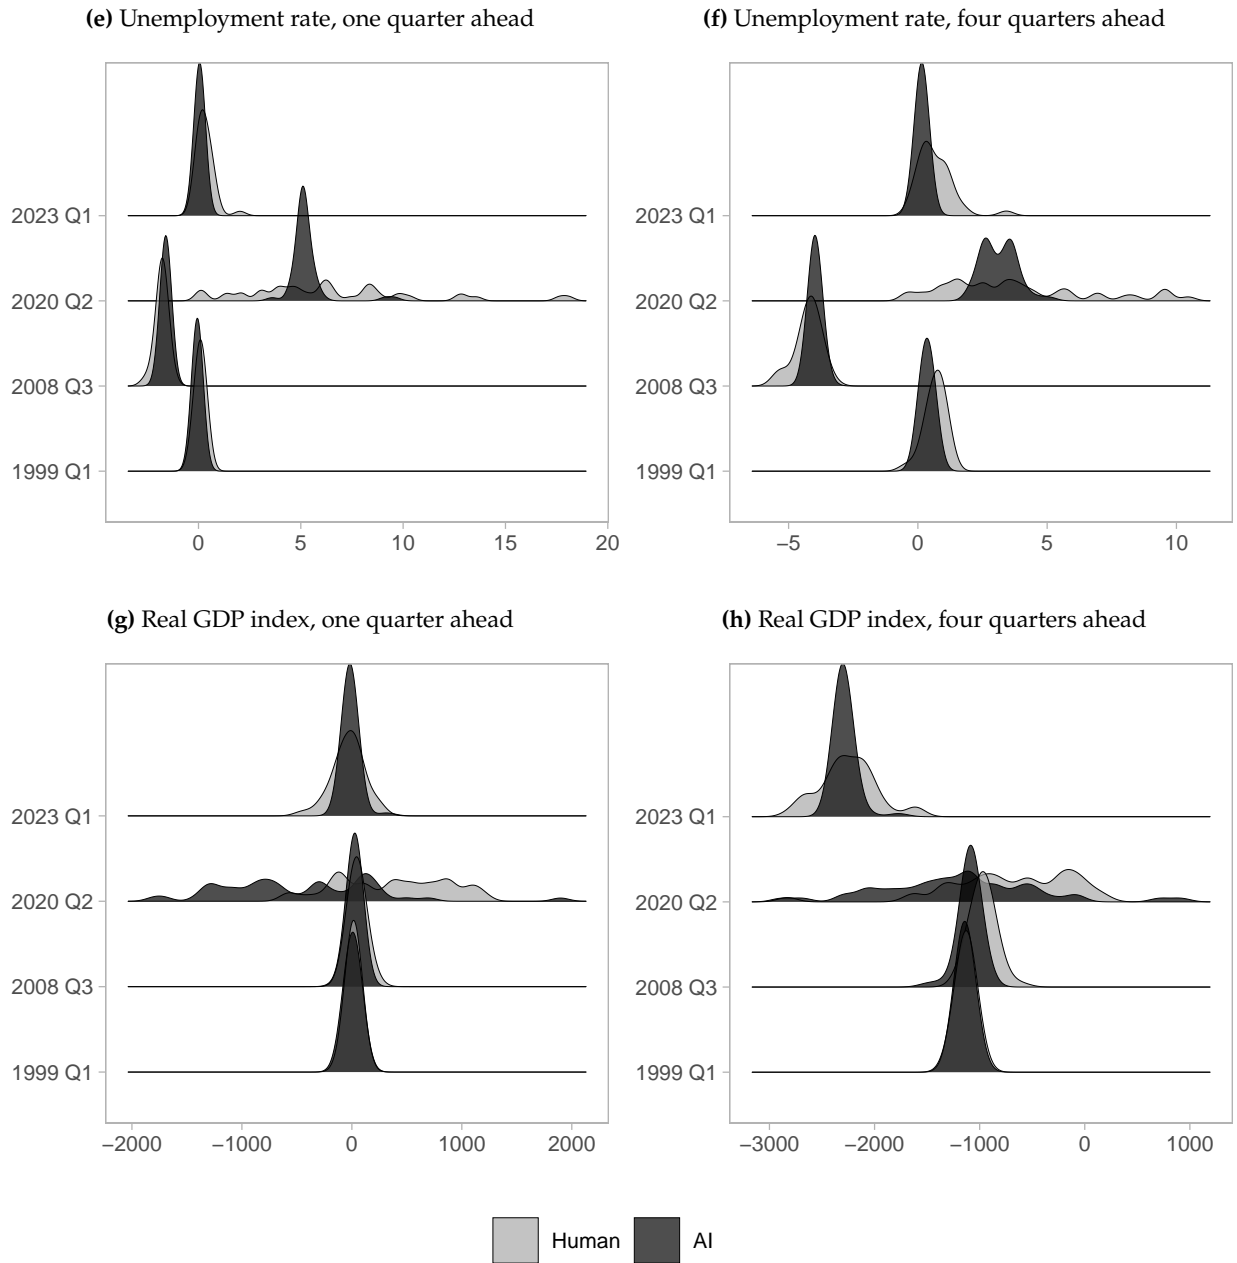 (e) Unemployment rate, one quarter ahead
(f) Unemployment rate, four quarters ahead
2023 Q1
2020 Q2
2008 Q3
1999 Q1
0 5 10 15 20
2023 Q1
2020 Q2
2008 Q3
1999 Q1
−5 0 5 10
(g) Real GDP index, one quarter ahead
(h) Real GDP index, four quarters ahead
2023 Q1
2020 Q2
2008 Q3
1999 Q1
−2000 −1000 0 1000 2000
2023 Q1
2020 Q2
2008 Q3
1999 Q1
−3000 −2000 −1000 0 1000
Human AI